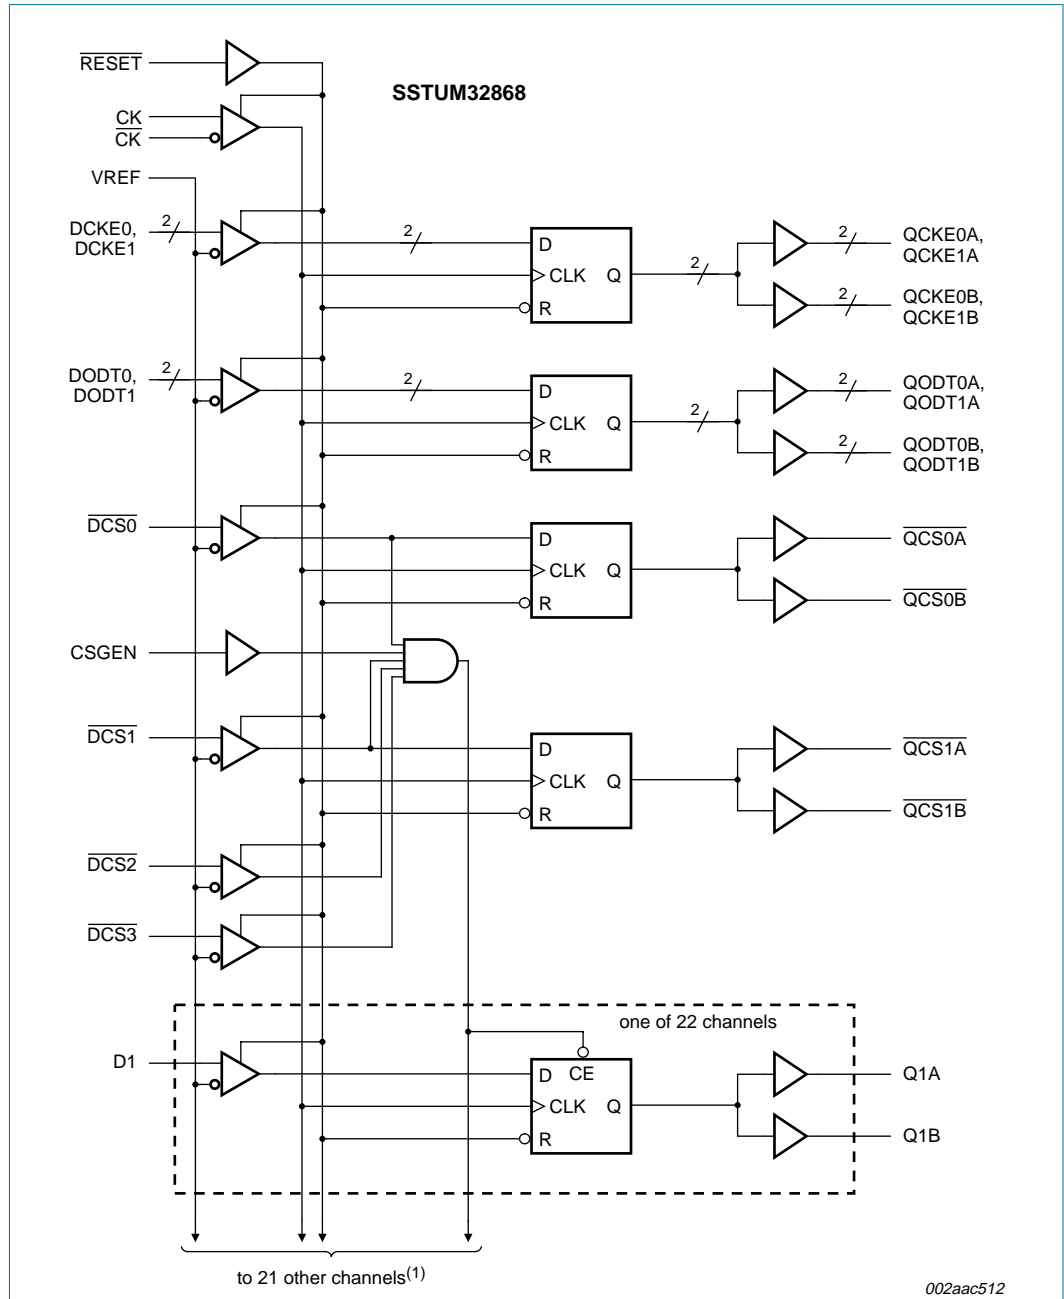 RESET
SSTUM32868
CK
CK
VREF
DCKE0,
DCKE1
2
2
D
CLK
Q
R
2
2
QCKE0A,
QCKE1A
2
QCKE0B,
QCKE1B
DODT0,
DODT1
2
2
D
CLK
Q
R
2
2
QODT0A,
QODT1A
2
QODT0B,
QODT1B
DCS0
D
CLK
Q
R
QCS0A
QCS0B
CSGEN
DCS1
D
CLK
Q
R
QCS1A
QCS1B
DCS2
DCS3
one of 22 channels
D1
D
CE
CLK
Q
R
Q1A
Q1B
to 21 other channels(1)
002aac512